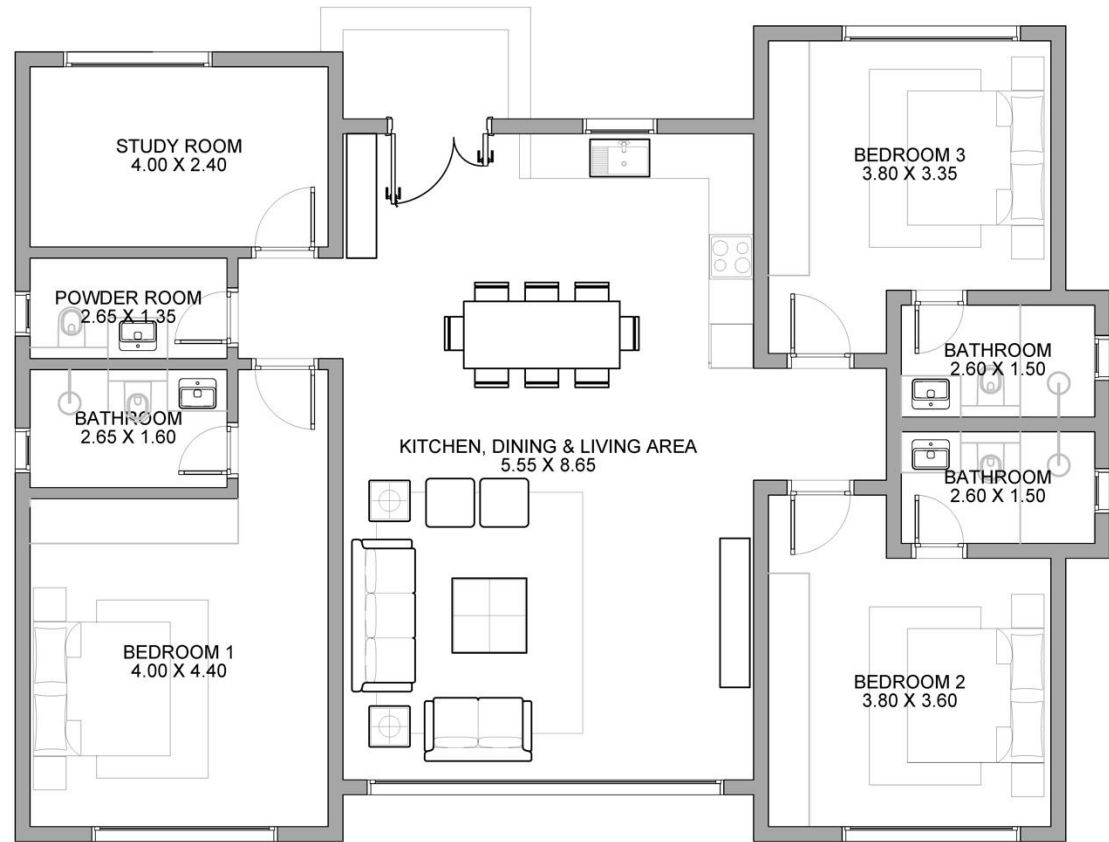 STUDY ROOM
4.00 X 2.40
BEDROOM 3
3.80 X 3.35
POWDER ROOM
2.65 X 1.35
BATHROOM
2.60 X 1.50
BATHROOM
2.65 X 1.60
KITCHEN, DINING & LIVING AREA
5.55 X 8.65
BATHROOM
2.60 X 1.50
BEDROOM 1
4.00 X 4.40
BEDROOM 2
3.80 X 3.60